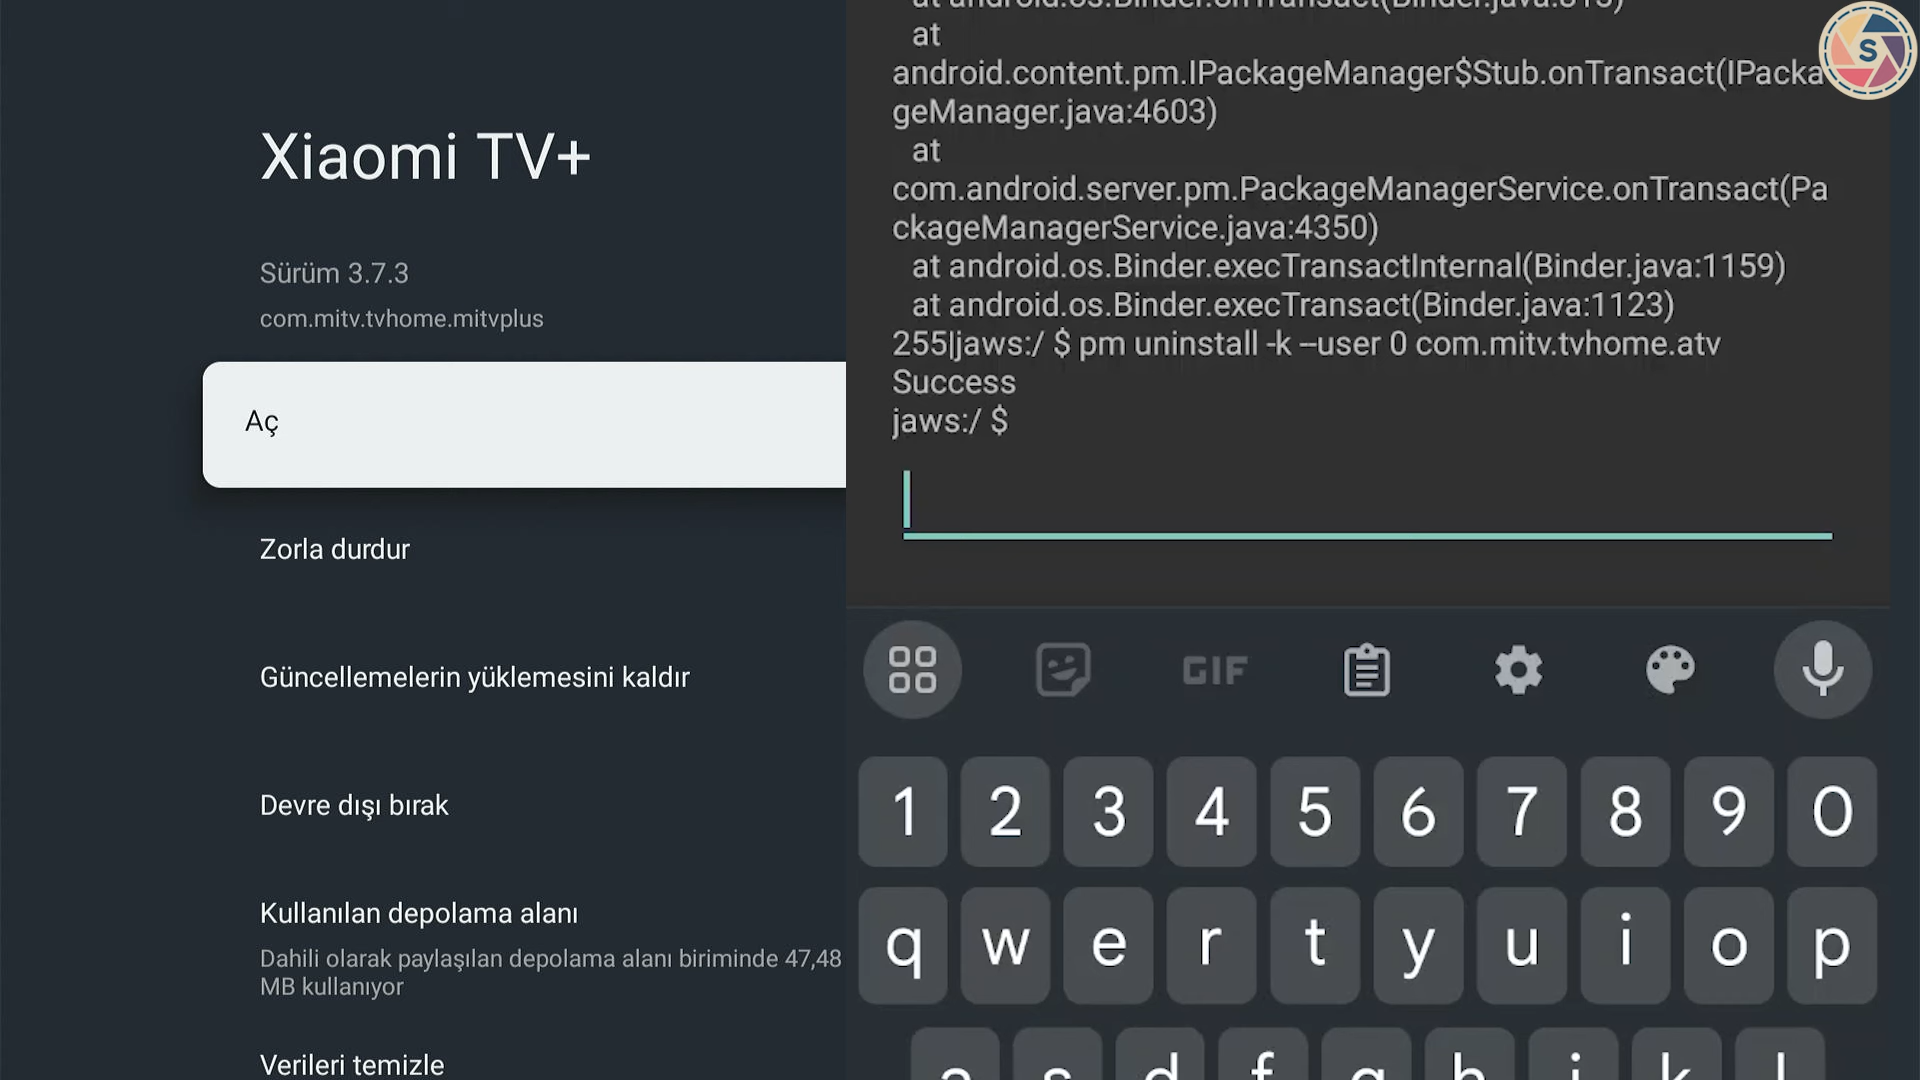 Xiaomi TV+
Sürüm 3.7.3
com.mitv.tvhome.mitvplus
Aç
Zorla durdur
Güncellemelerin yüklemesini kaldır
Devre dışı bırak
Kullanılan depolama alanı
Dahili olarak paylaşılan depolama alanı biriminde 47,48
MB kullanıyor
Verileri temizle
at
android.content.pm.IPackageManager$Stub.onTransact(IPacka
geManager.java:4603)
at
com.android.server.pm.PackageManagerService.onTransact(Pa
ckageManagerService.java:4350)
at android.os.Binder.execTransactInternal(Binder.java:1159)
at android.os.Binder.execTransact(Binder.java:1123)
255|jaws:/ $ pm uninstall -k --user 0 com.mitv.tvhome.atv
Success
jaws:/ $
S
GIF
1 2 3 4 5 6 7 8 9 0
q w e r t y u i o p
a s d f g h j k l